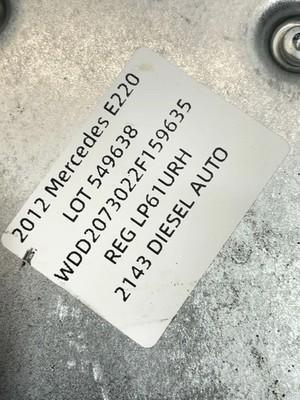 2012 Mercedes E220
LOT 549638
WDD2073022F159635
REG LP61URH
2143 DIESEL AUTO